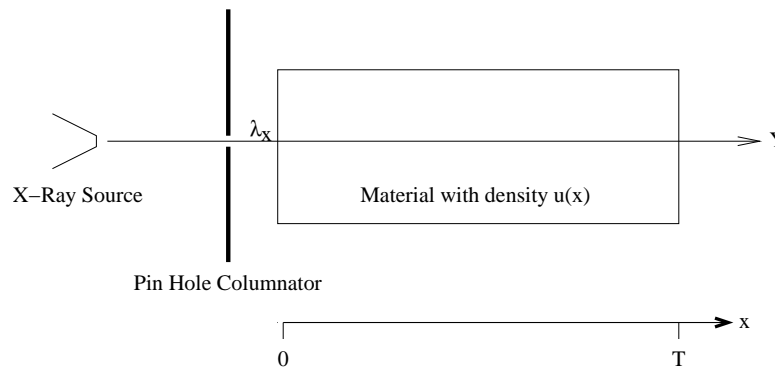 λx
Y
X–Ray Source
Material with density u(x)
Pin Hole Columnator
x
0
T